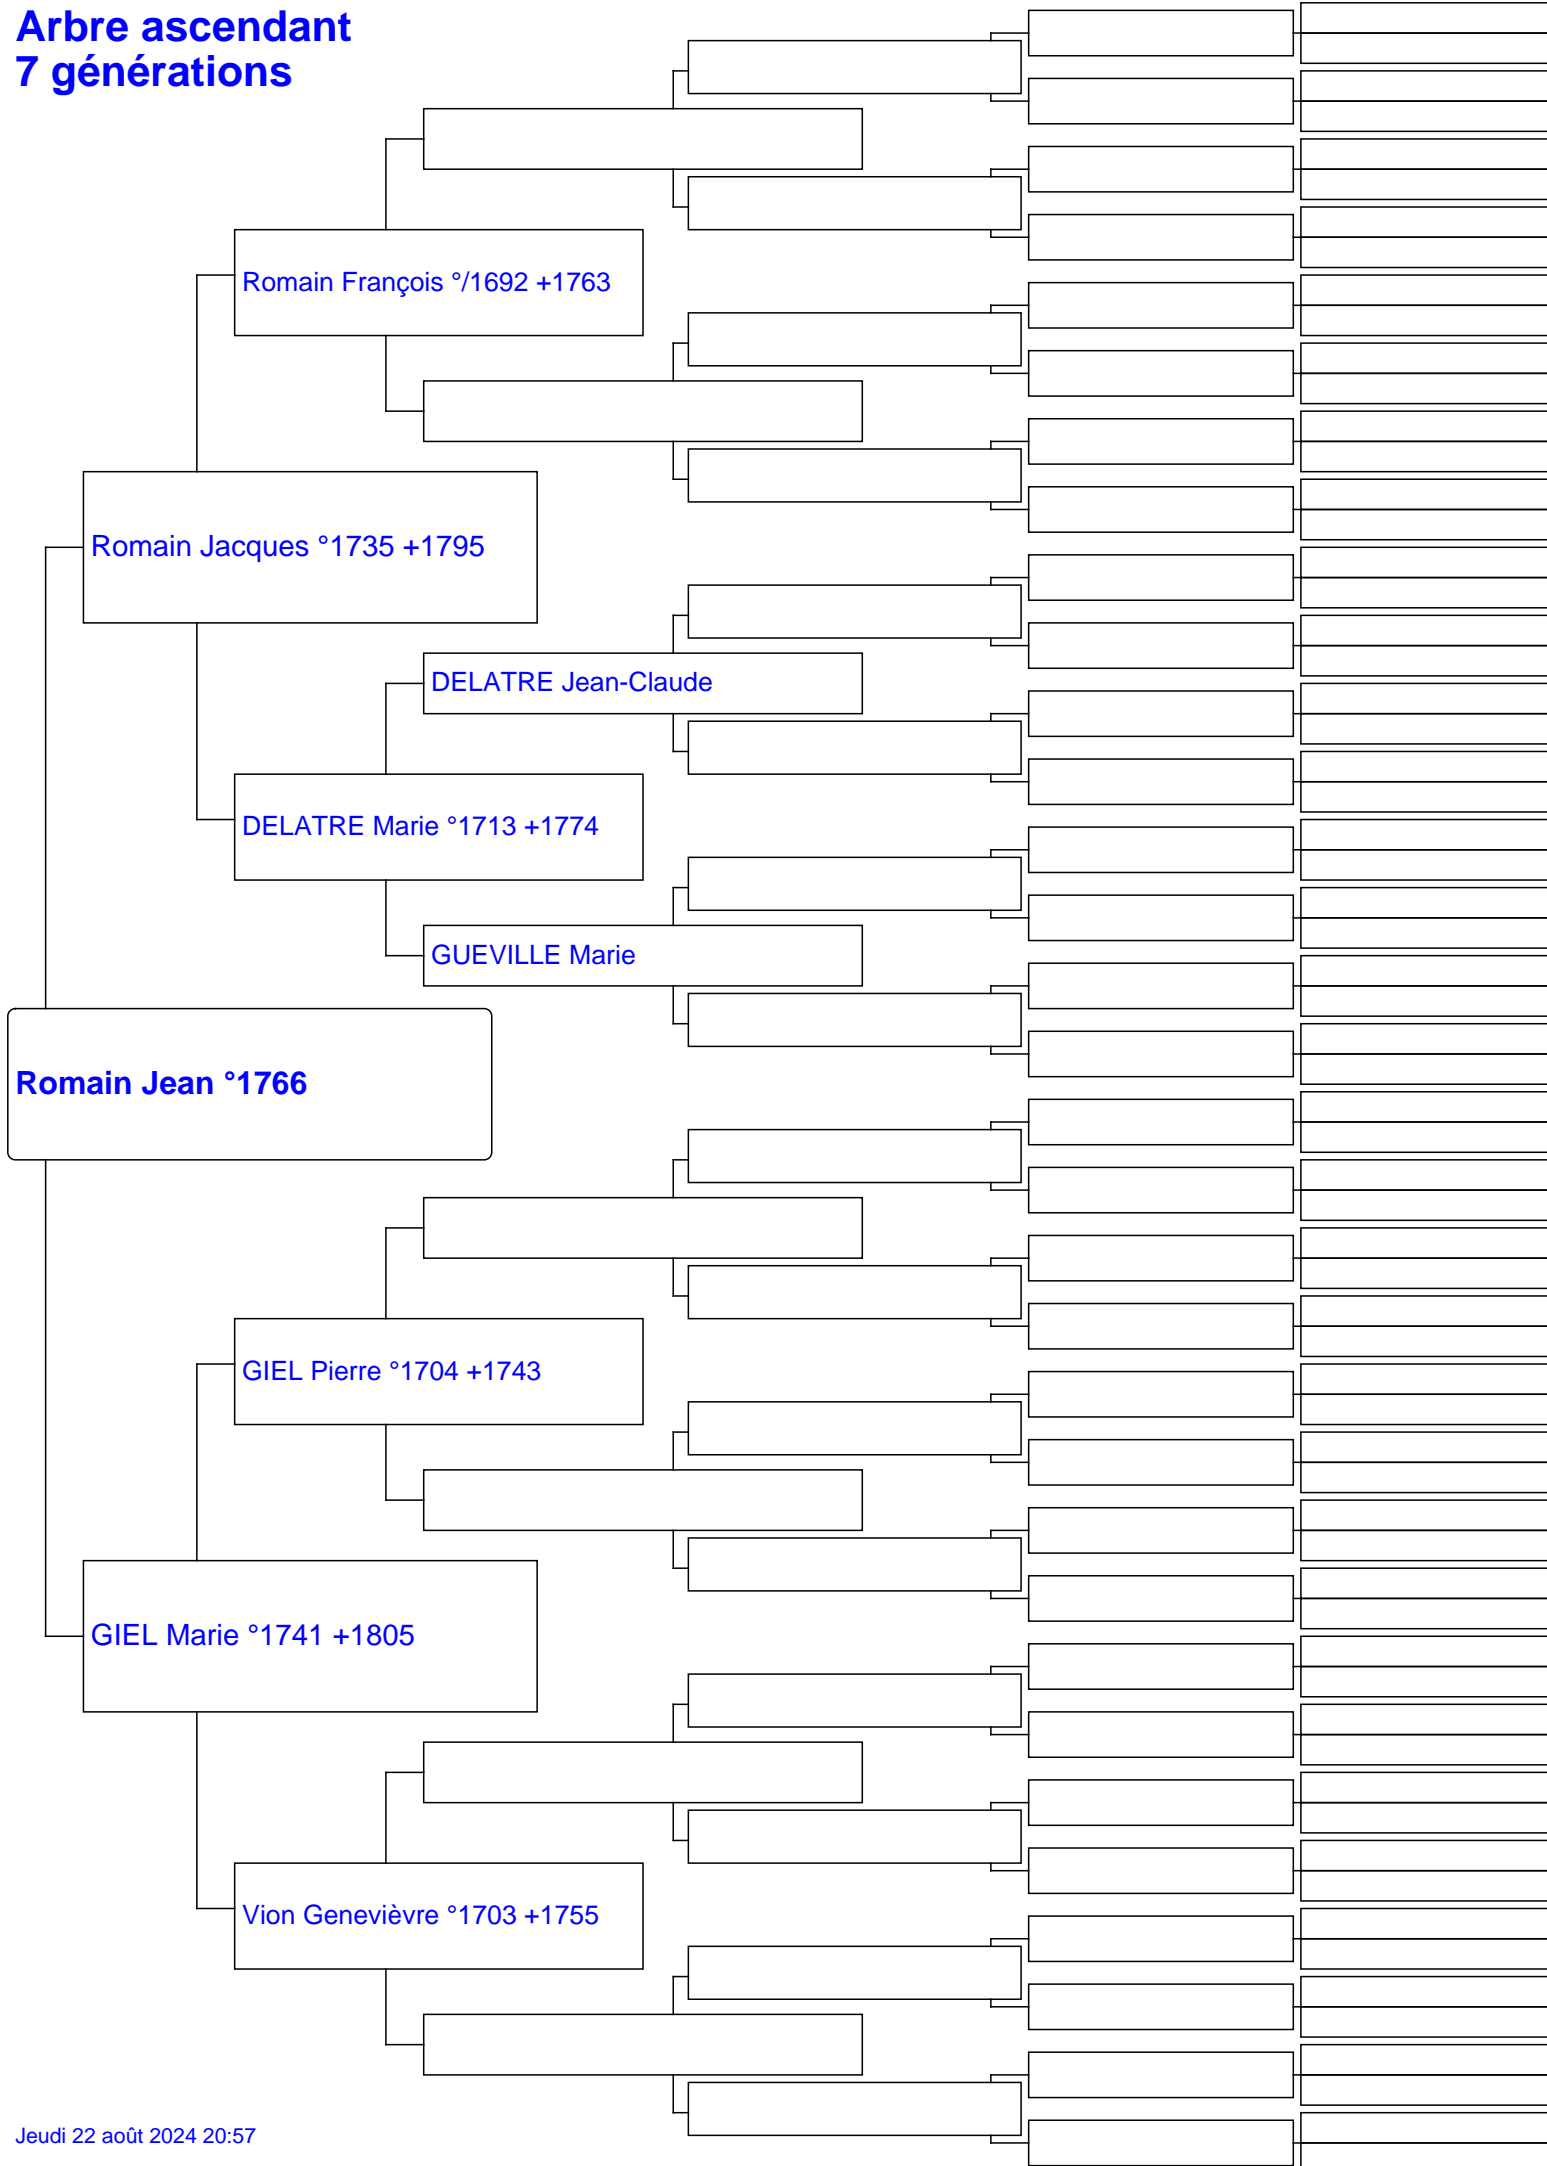 Arbre ascendant
7 générations
Romain François °/1692 +1763
Romain Jacques °1735 +1795
DELATRE Jean-Claude
DELATRE Marie °1713 +1774
GUEVILLE Marie
Romain Jean °1766
GIEL Pierre °1704 +1743
GIEL Marie °1741 +1805
Vion Genevièvre °1703 +1755
Jeudi 22 août 2024 20:57